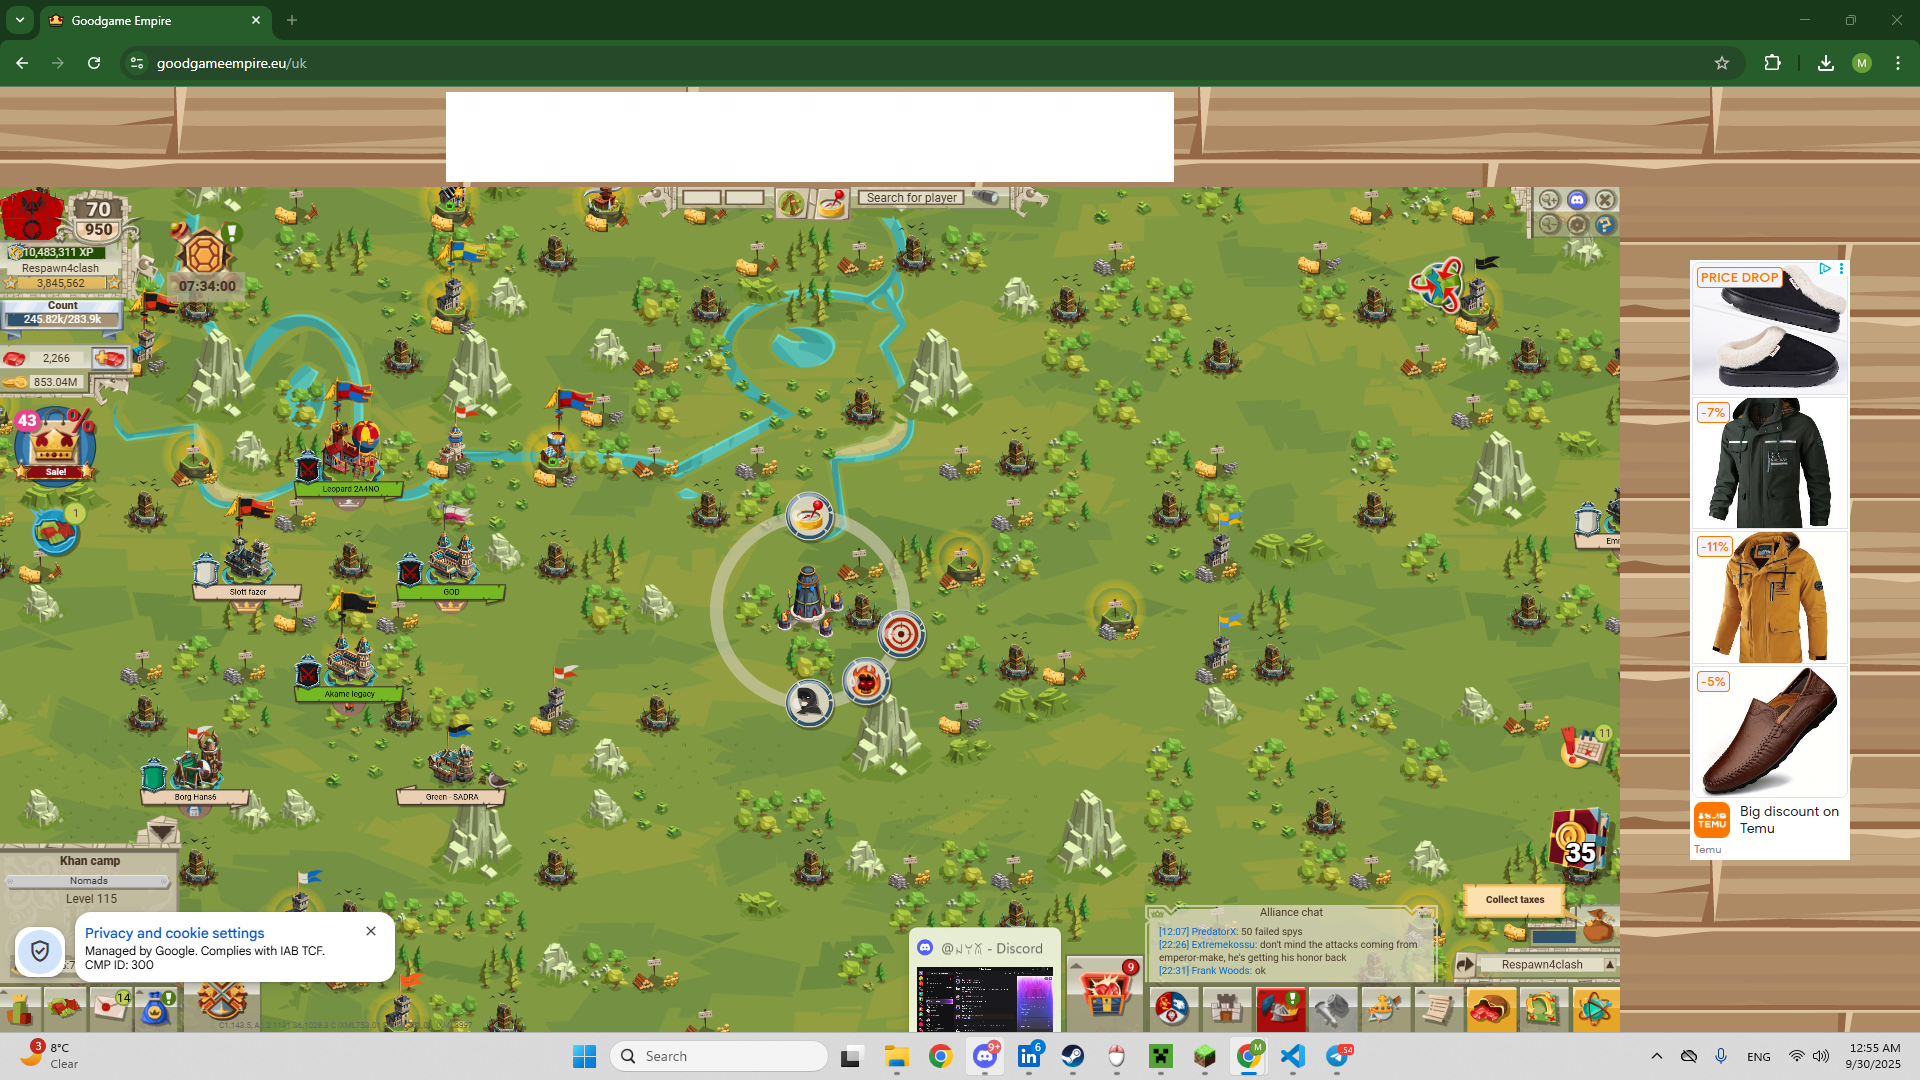 Goodgame Empire
goodgameempire.eu/uk
M
70
950
10,483,311 XP
Respawn4clash
3,845,562
Count
245.82k/283.9k
2,266
853.04M
07:34:00
43
%
Sale!
1
Search for player
Leopard 2A4NO
Slott fazer
GOD
Akame legacy
Borg Hans6
Green - SADRA
Khan camp
Nomads
Level 115
Privacy and cookie settings
Managed by Google. Complies with IAB TCF.
CMP ID: 300
14
- Discord
9
Alliance chat
[12:07] PredatorX: 50 failed spys
[22:26] Extremekossu: don't mind the attacks coming from
emperor-make, he's getting his honor back
[22:31] Frank Woods: ok
11
35
Collect taxes
Respawn4clash
PRICE DROP
-7%
-11%
-5%
TEMU
Big discount on
Temu
Temu
3
8°C
Clear
Search
9+
6
M
54
ENG
12:55 AM
9/30/2025